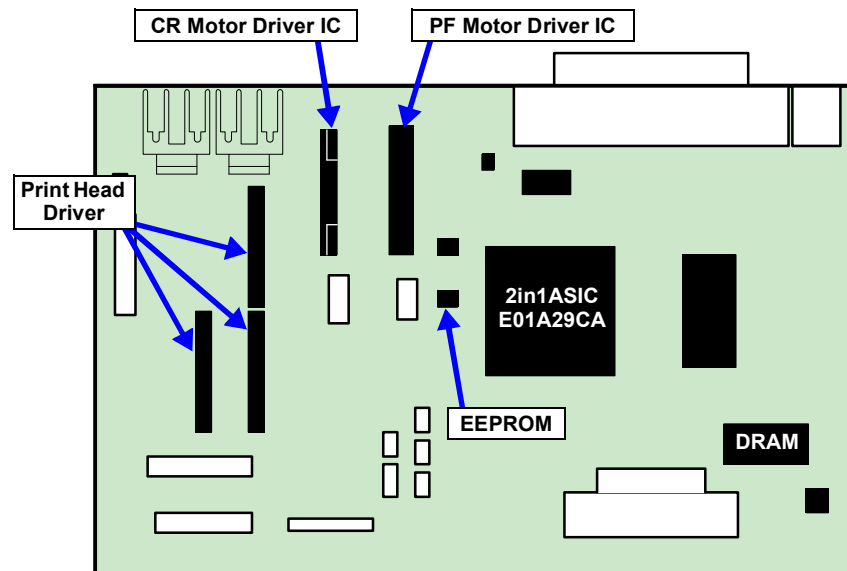 CR Motor Driver IC
PF Motor Driver IC
Print Head
Driver
2in1ASIC
E01A29CA
EEPROM
DRAM